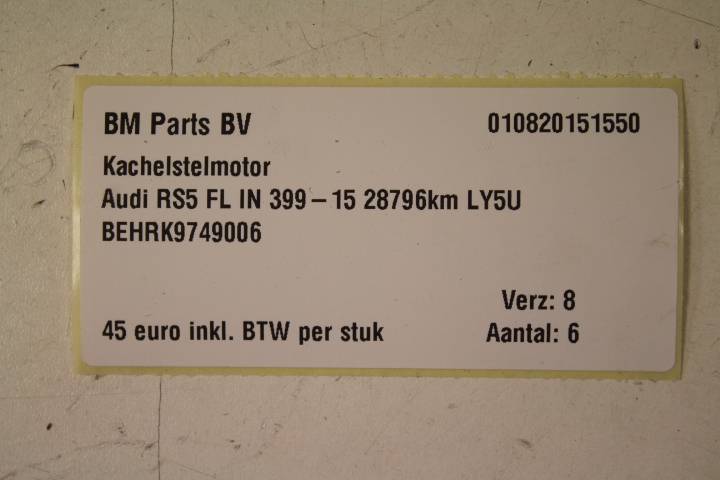 BM Parts BV 010820151550
Kachelstelmotor
Audi RS5 FL IN 399 – 15 28796km LY5U
BEHRK9749006
Verz: 8
45 euro inkl. BTW per stuk Aantal: 6